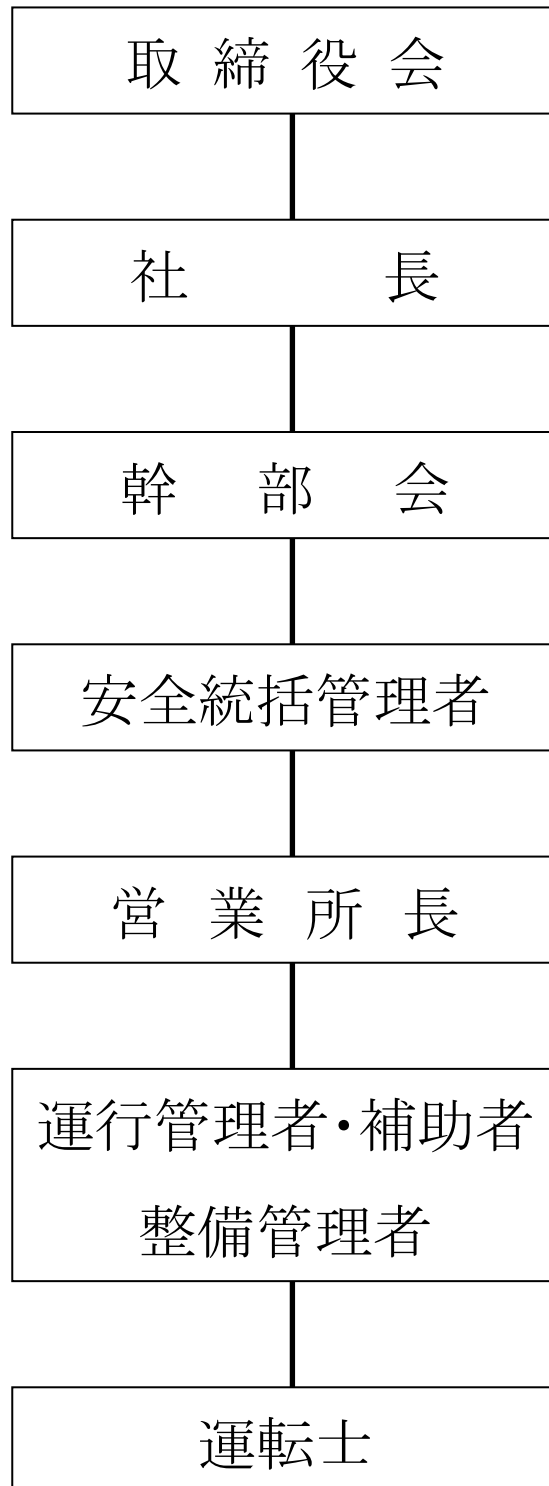 取締役会
社長
幹部会
安全統括管理者
営業所長
運行管理者・補助者
整備管理者
運転士